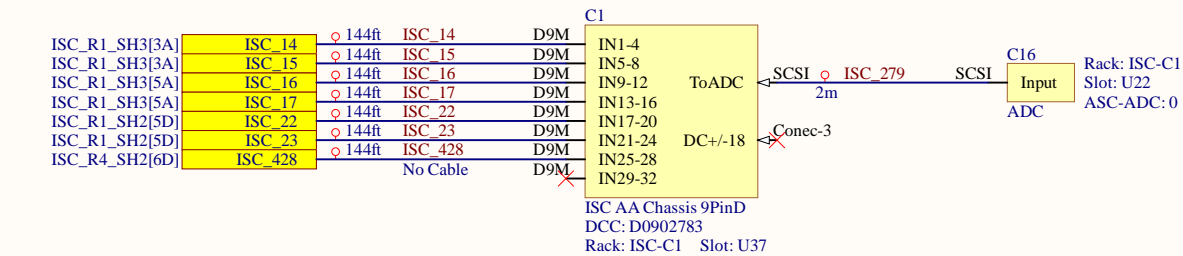 C1
ISC_R1_SH3[3A] ISC_14 144ft ISC_14 D9M IN1-4
ISC_R1_SH3[3A] ISC_15 144ft ISC_15 D9M IN5-8
ISC_R1_SH3[5A] ISC_16 144ft ISC_16 D9M IN9-12
ISC_R1_SH3[5A] ISC_17 144ft ISC_17 D9M IN13-16
ISC_R1_SH2[5D] ISC_22 144ft ISC_22 D9M IN17-20
ISC_R1_SH2[5D] ISC_23 144ft ISC_23 D9M IN21-24
ISC_R4_SH2[6D] ISC_428 144ft ISC_428 D9M IN25-28
No Cable D9M IN29-32
ToADC SCSI ISC_279 SCSI
2m
DC+/-18 Conec-3
ISC AA Chassis 9PinD
DCC: D0902783
Rack: ISC-C1 Slot: U37
C16
Input
ADC
Rack: ISC-C1
Slot: U22
ASC-ADC: 0